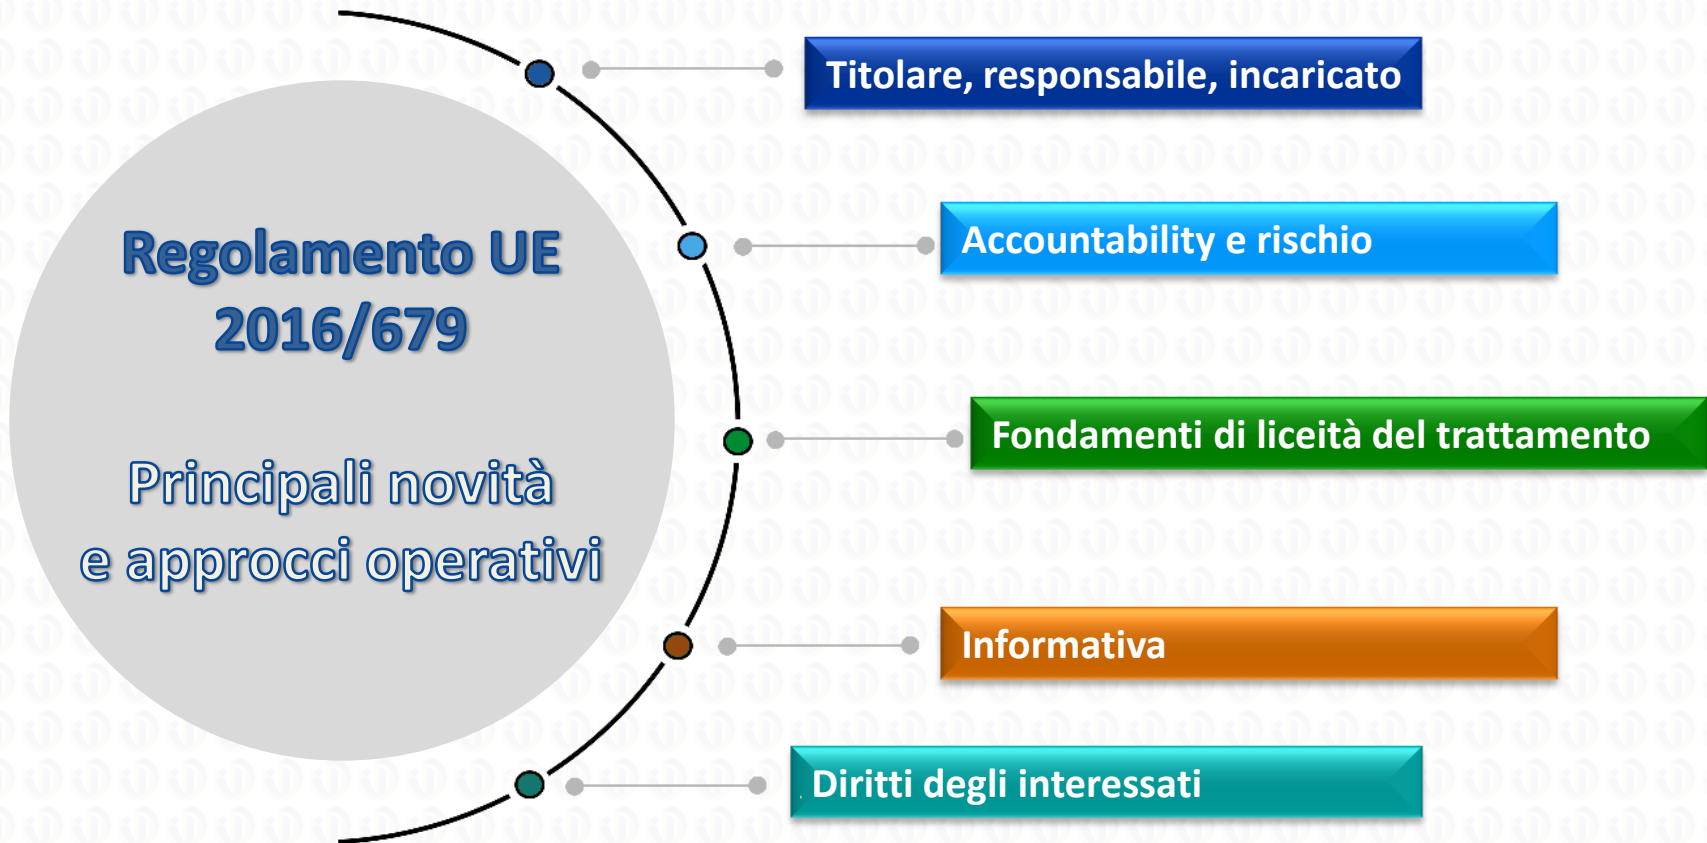 Regolamento UE
2016/679
Principali novità
e approcci operativi
Titolare, responsabile, incaricato
Accountability e rischio
Fondamenti di liceità del trattamento
Informativa
Diritti degli interessati